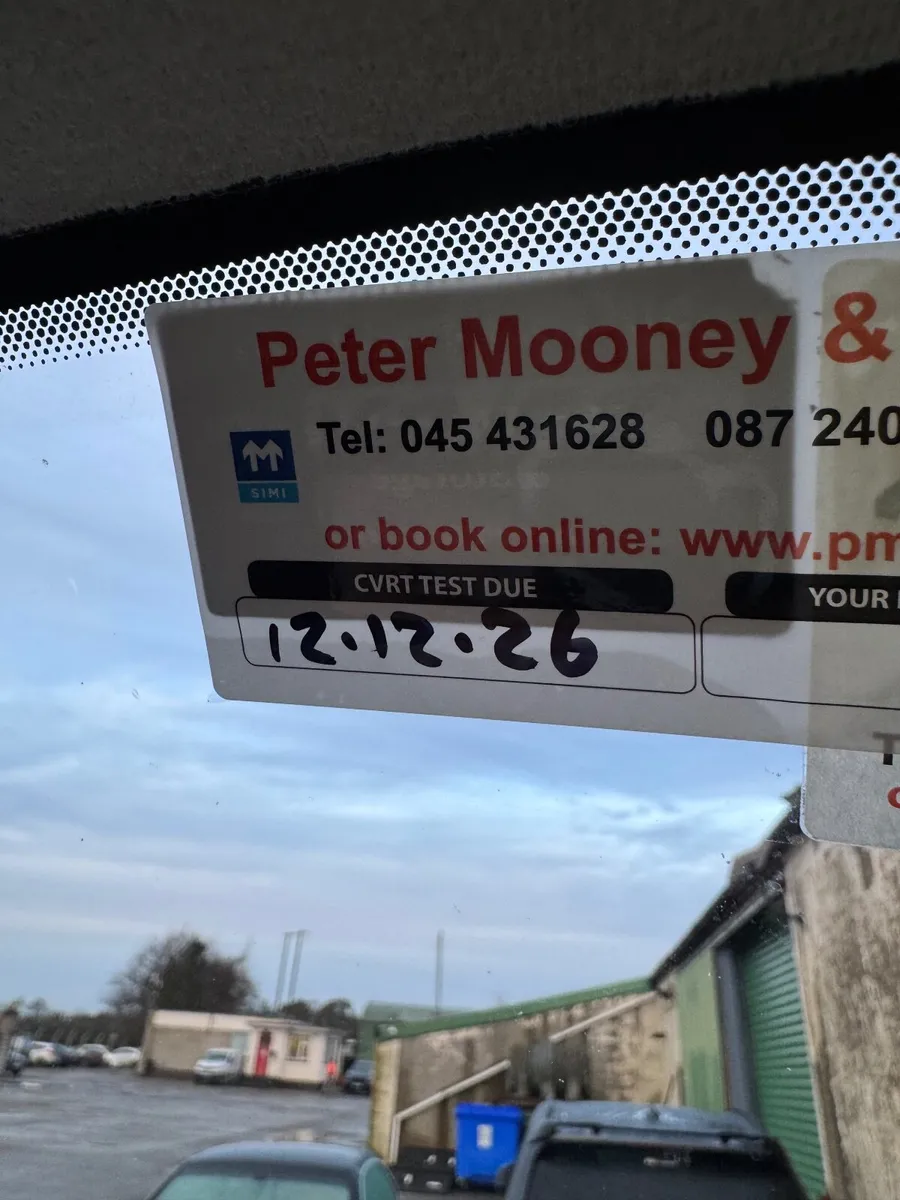 Peter Mooney &
Tel: 045 431628 087 240
SIMI
or book online: www.pm
CVRT TEST DUE
YOUR
12.12.26